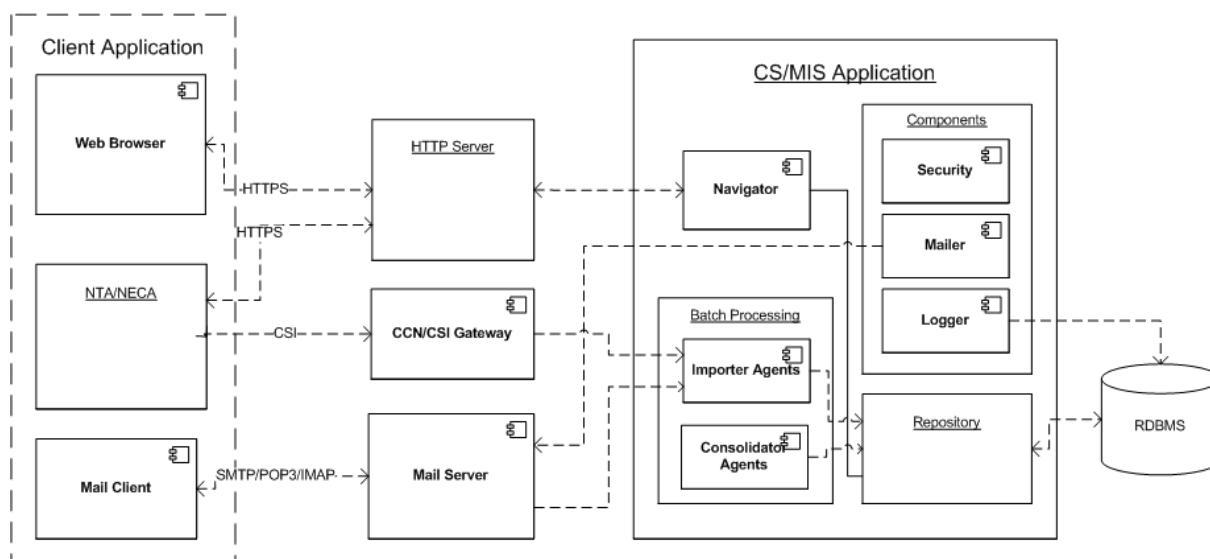 Client Application
Web Browser
HTTPS
HTTPS
NTA/NECA
CSI
Mail Client
SMTP/POP3/IMAP
HTTP Server
CCN/CSI Gateway
Mail Server
CS/MIS Application
Navigator
Batch Processing
Importer Agents
Consolidator
Agents
Components
Security
Mailer
Logger
Repository
RDBMS